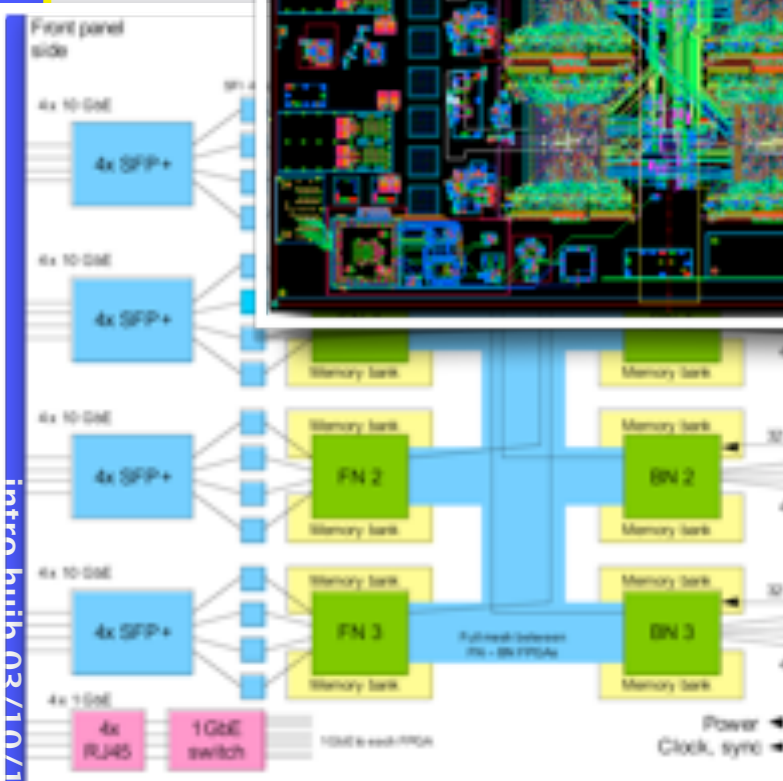 Front panel
side
4x 10 GbE
4x SFP+
4x 10 GbE
4x SFP+
Memory bank
Memory bank
4x 10 GbE
4x SFP+
Memory bank
FN 2
Memory bank
Memory bank
BN 2
Memory bank
32
4x 10 GbE
4x SFP+
Memory bank
FN 3
Memory bank
Full mesh between
FN - BN FPGAs
Memory bank
BN 3
Memory bank
32
4x 1GbE
4x
RJ45
1GbE
switch
1GbE to each FPGA
Power
Clock, sync